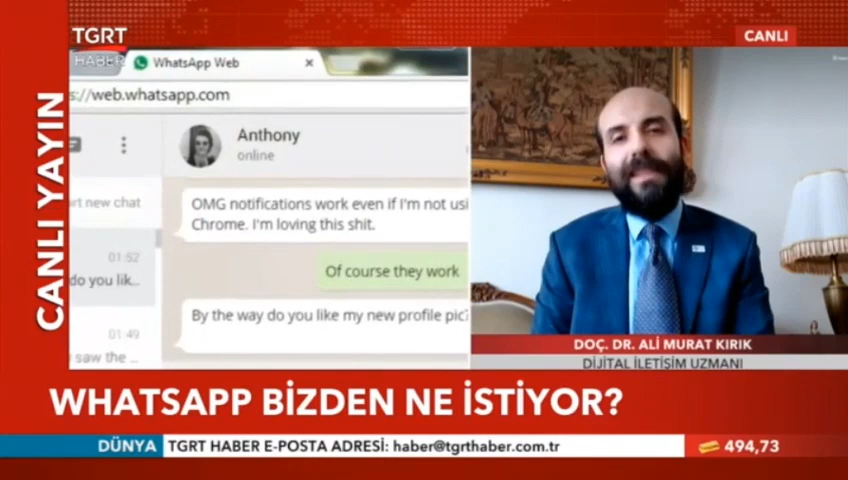 TGRT
HABER
CANLI
CANLI YAYIN
WhatsApp Web
s://web.whatsapp.com
Anthony
online
rt new chat
OMG notifications work even if I'm not usi
Chrome. I'm loving this shit.
01:52
do you lik...
Of course they work
By the way do you like my new profile pic?
01:49
saw the ...
DOÇ. DR. ALİ MURAT KIRIK
DİJİTAL İLETİŞİM UZMANI
WHATSAPP BİZDEN NE İSTİYOR?
DÜNYA
TGRT HABER E-POSTA ADRESİ: haber@tgrthaber.com.tr
494,73